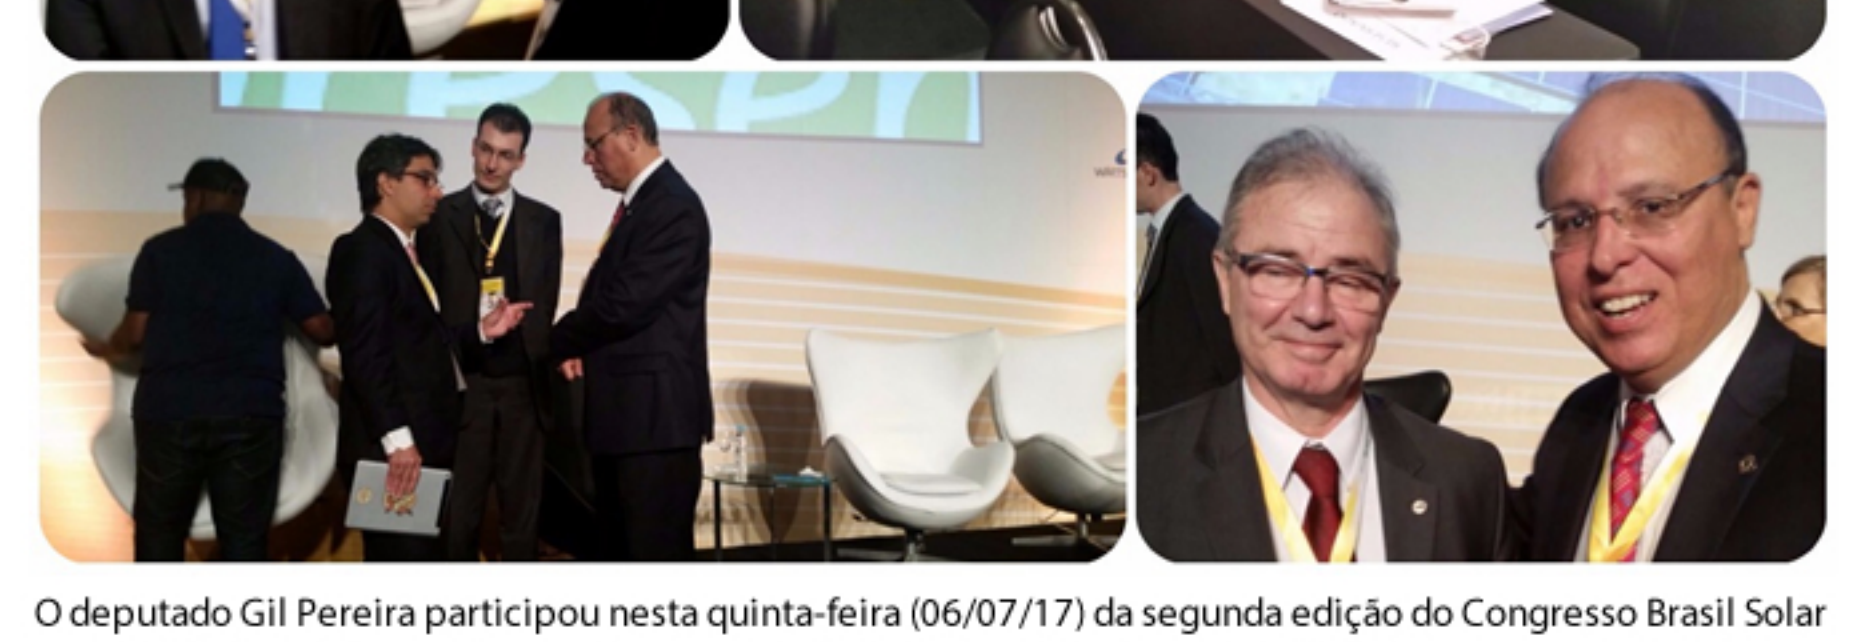 O deputado Gil Pereira participou nesta quinta-feira (06/07/17) da segunda edição do Congresso Brasil Solar